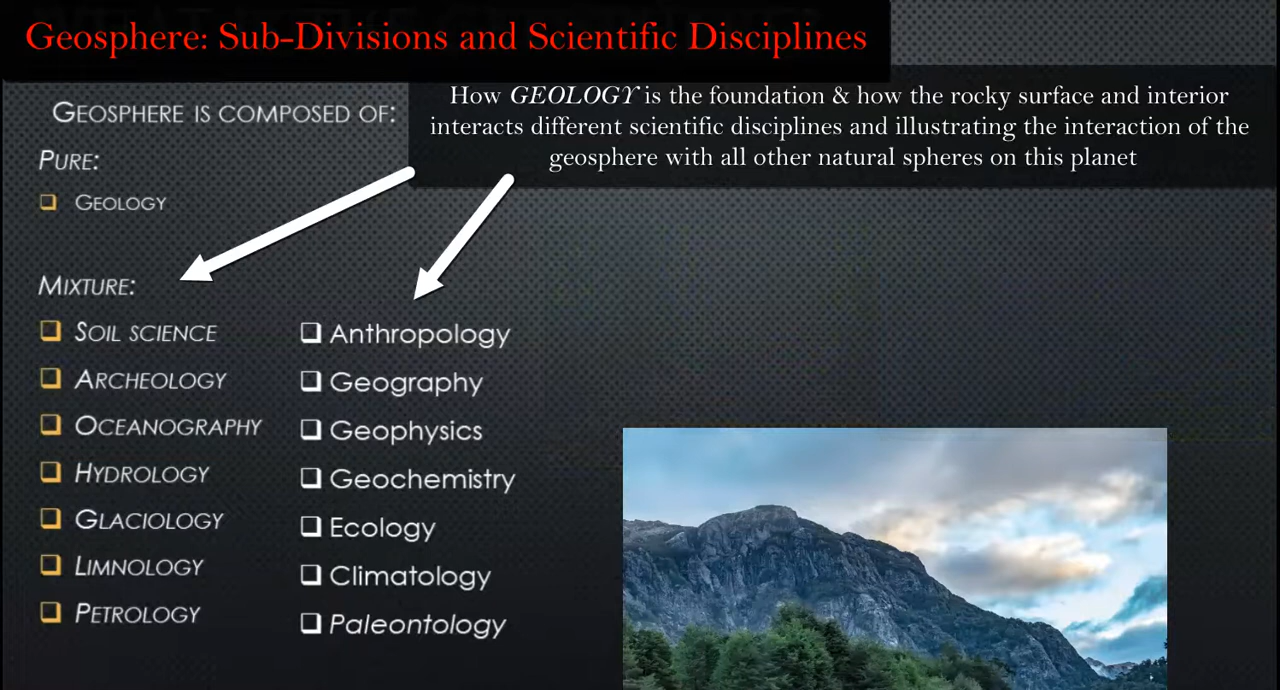 Geosphere: Sub-Divisions and Scientific Disciplines
GEOSPHERE IS COMPOSED OF:
How GEOLOGY is the foundation & how the rocky surface and interior
interacts different scientific disciplines and illustrating the interaction of the
geosphere with all other natural spheres on this planet
PURE:
GEOLOGY
MIXTURE:
SOIL SCIENCE
ARCHEOLOGY
OCEANOGRAPHY
HYDROLOGY
GLACIOLOGY
LIMNOLOGY
PETROLOGY
Anthropology
Geography
Geophysics
Geochemistry
Ecology
Climatology
Paleontology